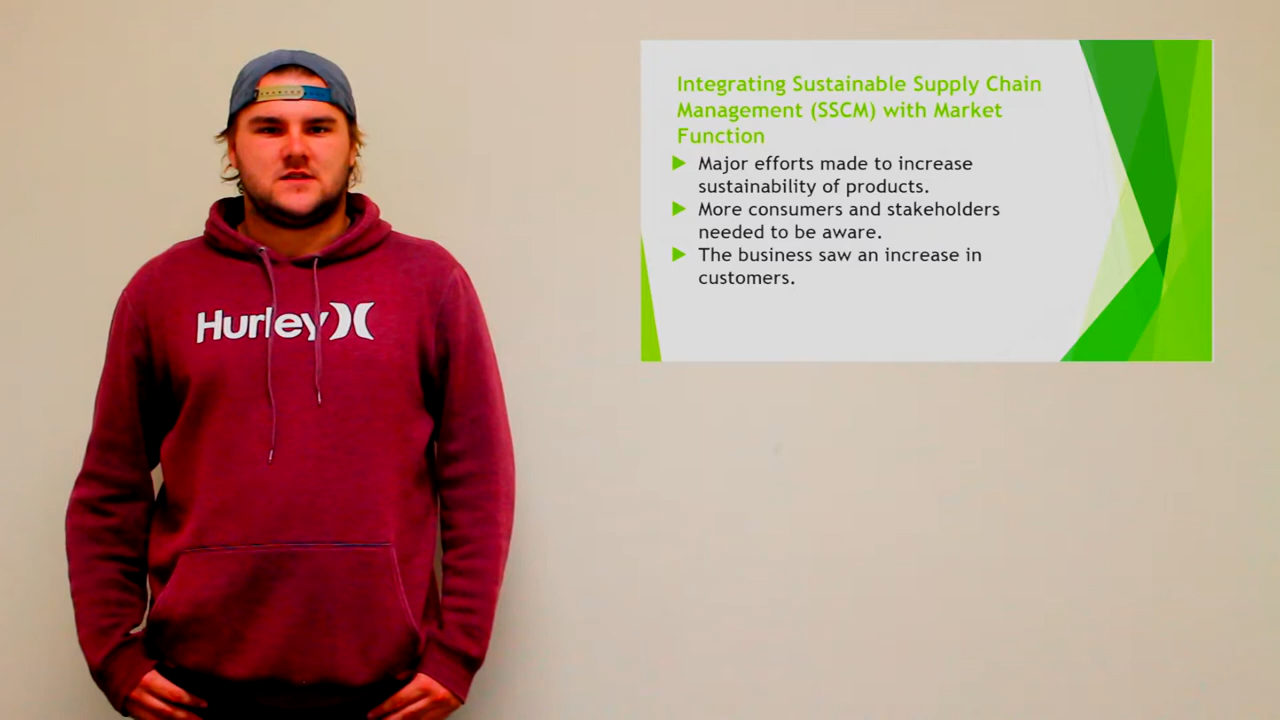 Hurley
Integrating Sustainable Supply Chain
Management (SSCM) with Market
Function
Major efforts made to increase
sustainability of products.
More consumers and stakeholders
needed to be aware.
The business saw an increase in
customers.